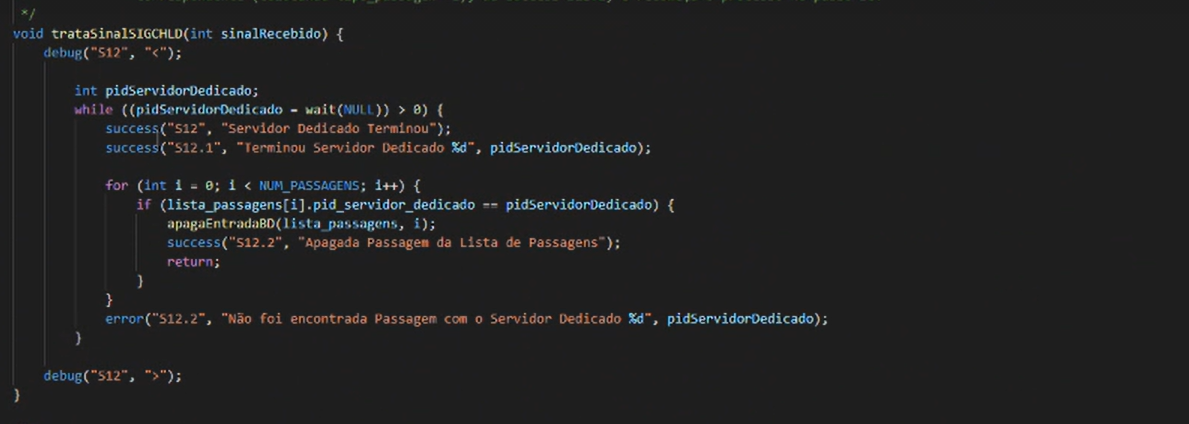 */
void trataSinalSIGCHLD(int sinalRecebido) {
debug("S12", "<");
int pidServidorDedicado;
while ((pidServidorDedicado = wait(NULL)) > 0) {
success("S12", "Servidor Dedicado Terminou");
success("S12.1", "Terminou Servidor Dedicado %d", pidServidorDedicado);
for (int i = 0; i < NUM_PASSAGENS; i++) {
if (lista_passagens[i].pid_servidor_dedicado == pidServidorDedicado) {
apagaEntradaBD(lista_passagens, i);
success("S12.2", "Apagada Passagem da Lista de Passagens");
return;
}
}
error("S12.2", "Não foi encontrada Passagem com o Servidor Dedicado %d", pidServidorDedicado);
}
debug("S12", ">");
}